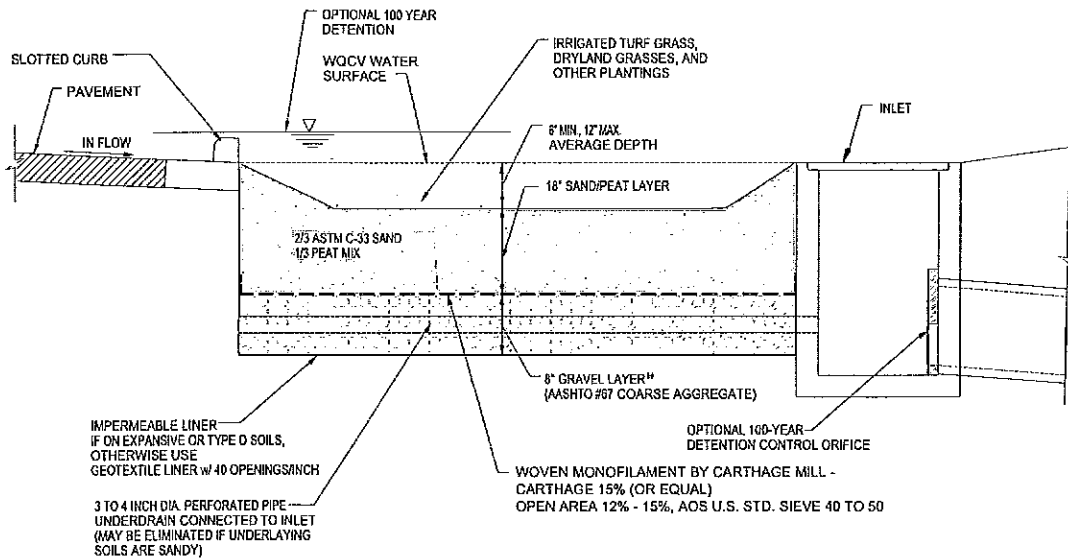 OPTIONAL 100 YEAR
DETENTION
SLOTTED CURB
WQCV WATER
SURFACE
IRRIGATED TURF GRASS,
DRYLAND GRASSES, AND
OTHER PLANTINGS
PAVEMENT
INLET
IN FLOW
6" MIN., 12" MAX.
AVERAGE DEPTH
18" SAND/PEAT LAYER
2/3 ASTM C-33 SAND
1/3 PEAT MIX
8" GRAVEL LAYER
(AASHTO #67 COARSE AGGREGATE)
IMPERMEABLE LINER
IF ON EXPANSIVE OR TYPE D SOILS,
OTHERWISE USE
GEOTEXTILE LINER w/ 40 OPENINGS/INCH
OPTIONAL 100-YEAR
DETENTION CONTROL ORIFICE
WOVEN MONOFILAMENT BY CARTHAGE MILL -
CARTHAGE 15% (OR EQUAL)
OPEN AREA 12% - 15%, AOS U.S. STD. SIEVE 40 TO 50
3 TO 4 INCH DIA. PERFORATED PIPE
UNDERDRAIN CONNECTED TO INLET
(MAY BE ELIMINATED IF UNDERLAYING
SOILS ARE SANDY)